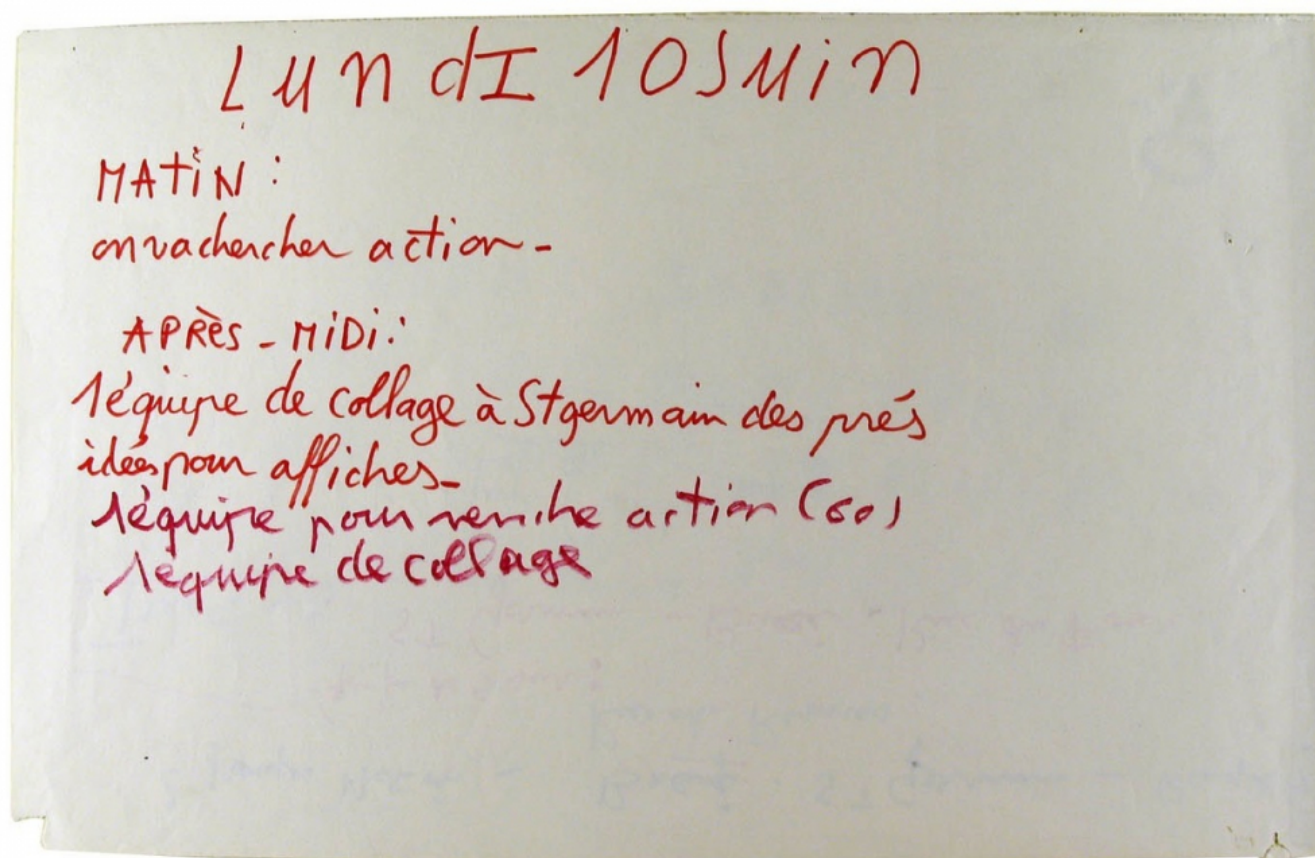 LundI 10 Juin
MATiN :
on va chercher action -
APRÈS - MiDi :
1 équipe de collage à St germain des prés
idées pour affiches -
1 équipe pour vendre action (60)
1 équipe de collage